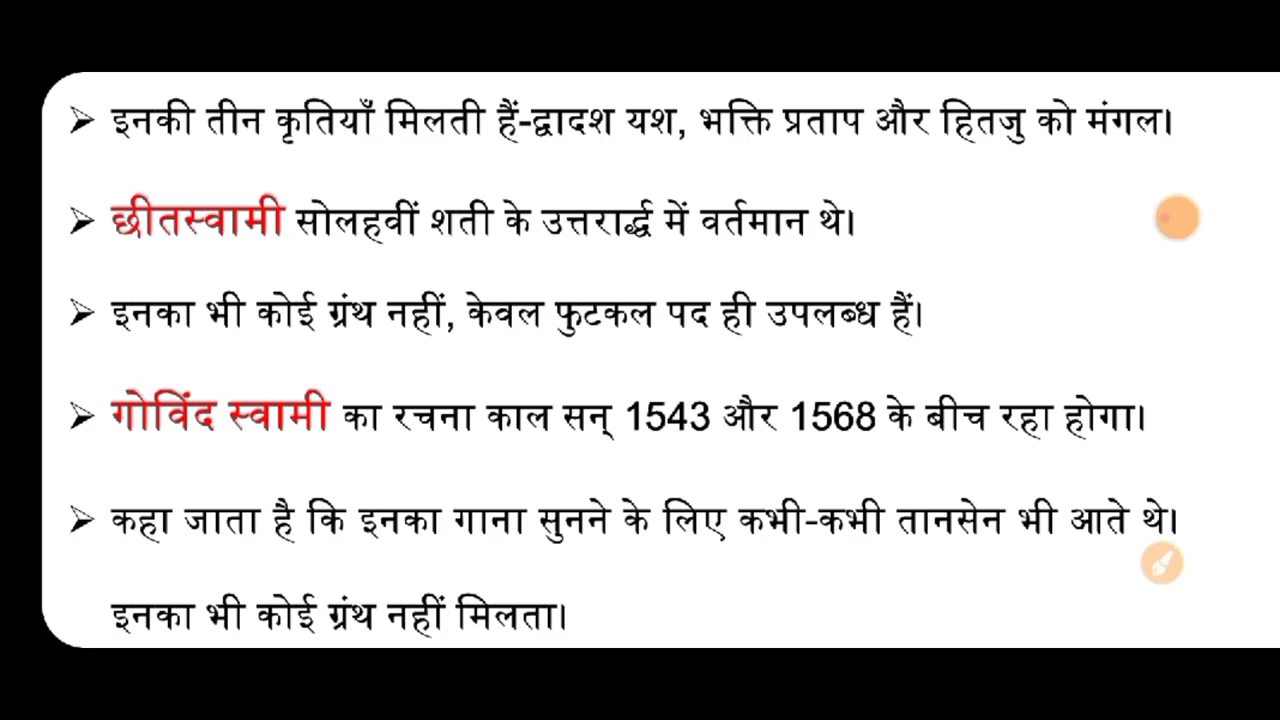 ➢ इनकी तीन कृतियाँ मिलती हैं-द्वादश यश, भक्ति प्रताप और हितजु को मंगल।
➢ छीतस्वामी सोलहवीं शती के उत्तरार्द्ध में वर्तमान थे।
➢ इनका भी कोई ग्रंथ नहीं, केवल फुटकल पद ही उपलब्ध हैं।
➢ गोविंद स्वामी का रचना काल सन् 1543 और 1568 के बीच रहा होगा।
➢ कहा जाता है कि इनका गाना सुनने के लिए कभी-कभी तानसेन भी आते थे।
इनका भी कोई ग्रंथ नहीं मिलता।